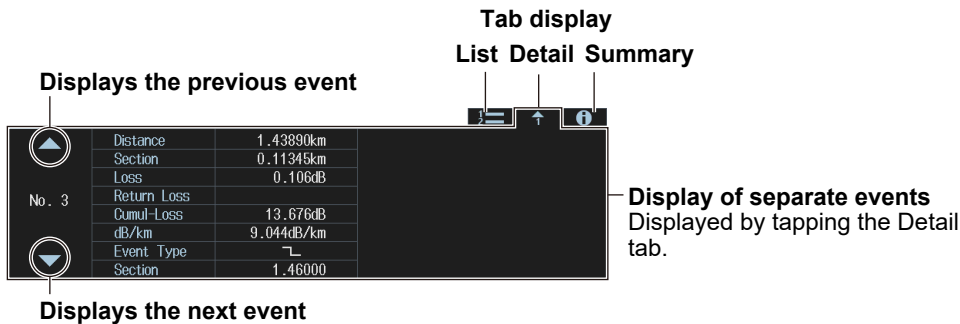 Tab display
List Detail Summary
Displays the previous event
Distance 1.43890km
Section 0.11345km
Loss 0.106dB
No. 3
Return Loss
Cumul-Loss 13.676dB
dB/km 9.044dB/km
Event Type
Section 1.46000
Display of separate events
Displayed by tapping the Detail
tab.
Displays the next event